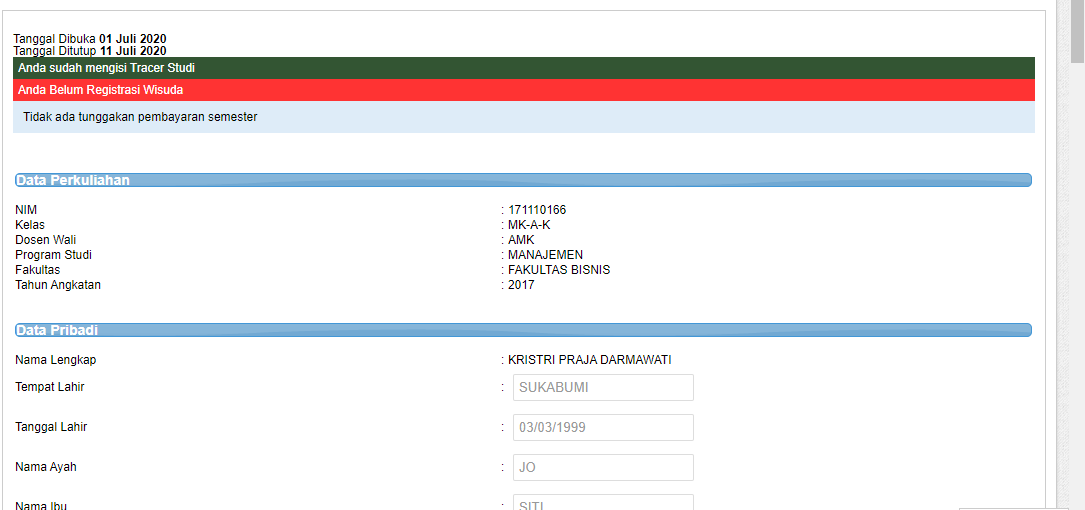 Tanggal Dibuka 01 Juli 2020
Tanggal Ditutup 11 Juli 2020
Anda sudah mengisi Tracer Studi
Anda Belum Registrasi Wisuda
Tidak ada tunggakan pembayaran semester
Data Perkuliahan
NIM : 171110166
Kelas : MK-A-K
Dosen Wali : AMK
Program Studi : MANAJEMEN
Fakultas : FAKULTAS BISNIS
Tahun Angkatan : 2017
Data Pribadi
Nama Lengkap : KRISTRI PRAJA DARMAWATI
Tempat Lahir : SUKABUMI
Tanggal Lahir : 03/03/1999
Nama Ayah : JO
Nama Ibu : SITI